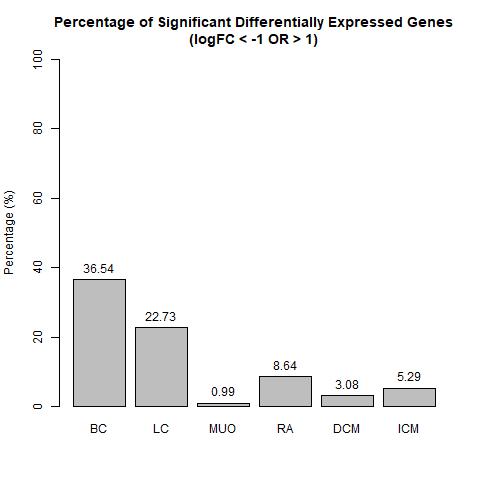 Percentage of Significant Differentially Expressed Genes
(logFC < -1 OR > 1)
Percentage (%)
100
80
60
40
20
0
36.54
22.73
0.99
8.64
3.08
5.29
BC
LC
MUO
RA
DCM
ICM